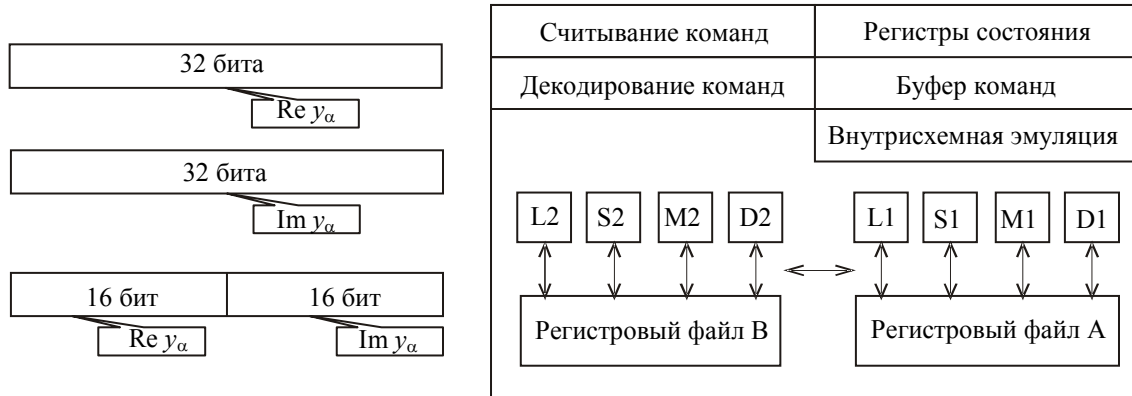 32 бита
Re yα
32 бита
Im yα
16 бит 16 бит
Re yα Im yα
Считывание команд Регистры состояния
Декодирование команд Буфер команд
Внутрисхемная эмуляция
L2 S2 M2 D2 L1 S1 M1 D1
Регистровый файл B Регистровый файл A